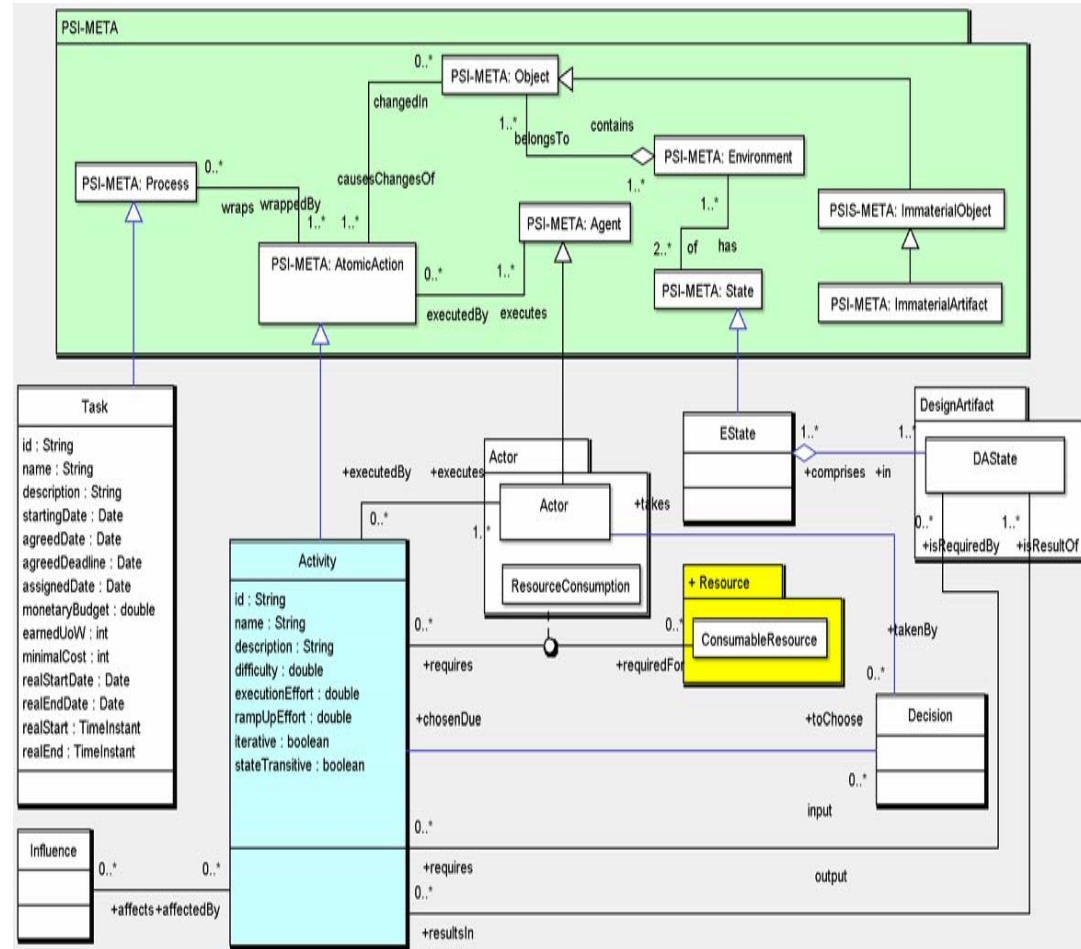 PSI-META
PSI-META: Object
0..*
changedIn
1..*
belongsTo
contains
PSI-META: Environment
PSI-META: Process
0..*
wraps
wrappedBy
1..*
causesChangesOf
1..*
1..*
1..*
PSI-META: Agent
PSIS-META: ImmaterialObject
PSI-META: AtomicAction
0..*
1..*
executedBy
executes
2..*
of
has
PSI-META: State
PSI-META: ImmaterialArtifact
Task
id : String
name : String
description : String
startingDate : Date
agreedDate : Date
agreedDeadline : Date
assignedDate : Date
monetaryBudget : double
earnedUoW : int
minimalCost : int
realStartDate : Date
realEndDate : Date
realStart : TimeInstant
realEnd : TimeInstant
EState
1..*
1..*
+comprises
+in
DesignArtifact
DAState
0..*
1..*
+isRequiredBy
+isResultOf
Actor
+executedBy
+executes
Actor
+takes
0..*
1..*
ResourceConsumption
Activity
id : String
name : String
description : String
difficulty : double
executionEffort : double
rampUpEffort : double
iterative : boolean
stateTransitive : boolean
+ Resource
ConsumableResource
0..*
0..*
+requires
+requiredFor
+takenBy
0..*
+chosenDue
+toChoose
Decision
0..*
input
0..*
+requires
output
0..*
+resultsIn
Influence
0..*
0..*
+affects
+affectedBy